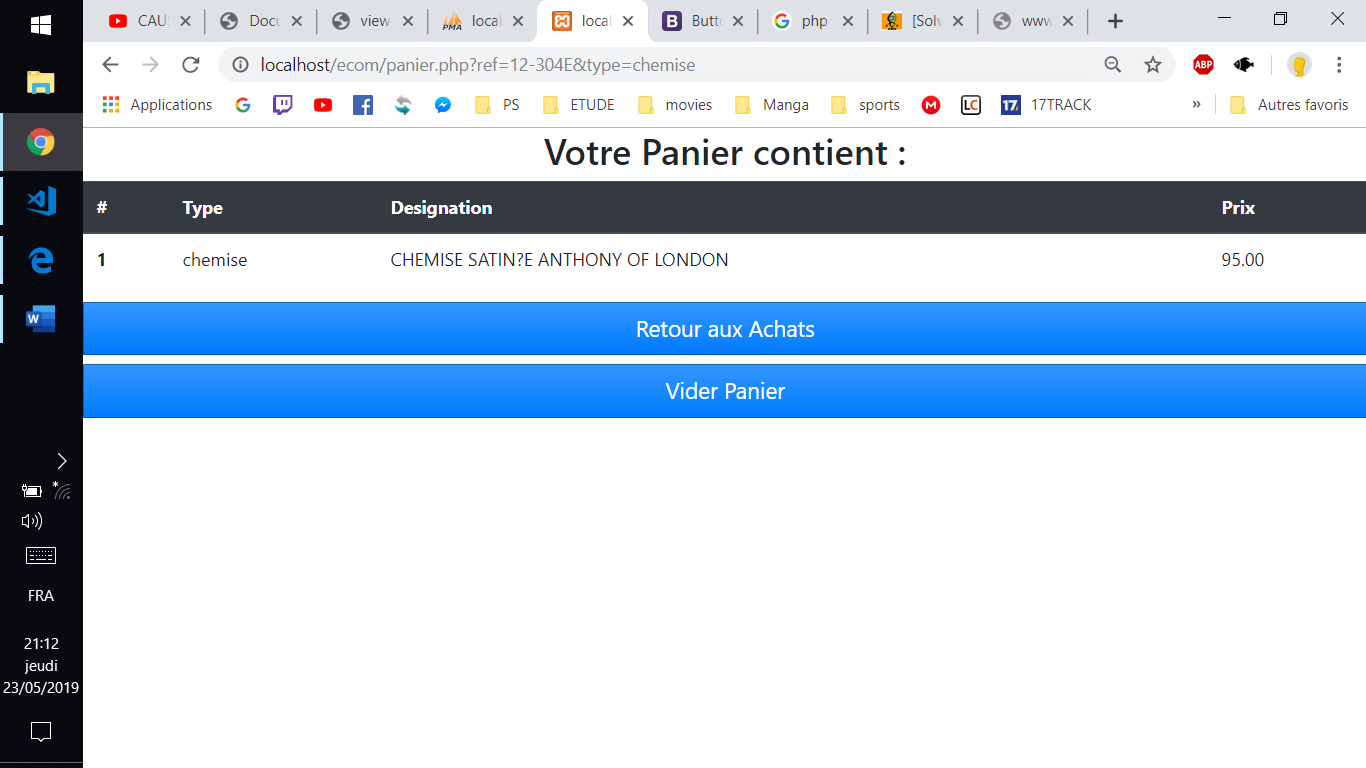 CAU
Docu
view
PMA
local
local
B
Butt
php
[Solv
www
localhost/ecom/panier.php?ref=12-304E&type=chemise
ABP
Applications
PS
ETUDE
movies
Manga
sports
M
LC
17
17TRACK
»
Autres favoris
Votre Panier contient :
# Type Designation Prix
1 chemise CHEMISE SATIN?E ANTHONY OF LONDON 95.00
Retour aux Achats
Vider Panier
W
FRA
21:12
jeudi
23/05/2019